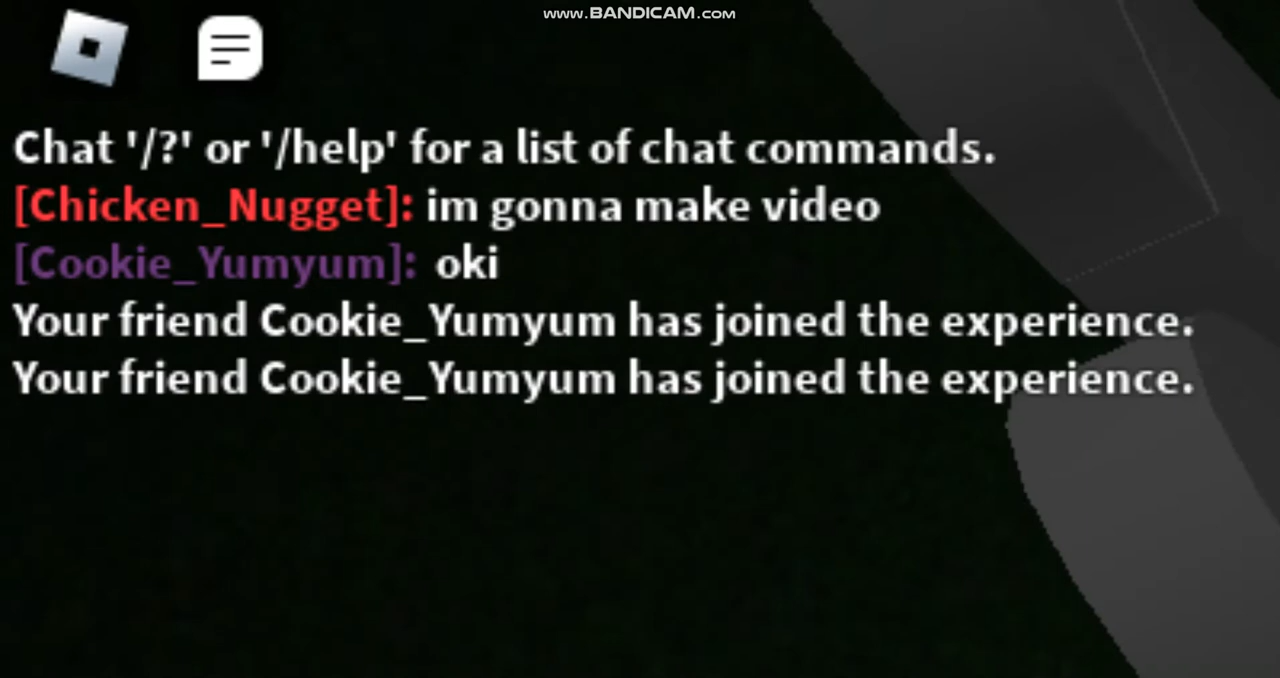 www.BANDICAM.com
Chat '/?' or '/help' for a list of chat commands.
[Chicken_Nugget]: im gonna make video
[Cookie_Yumyum]: oki
Your friend Cookie_Yumyum has joined the experience.
Your friend Cookie_Yumyum has joined the experience.